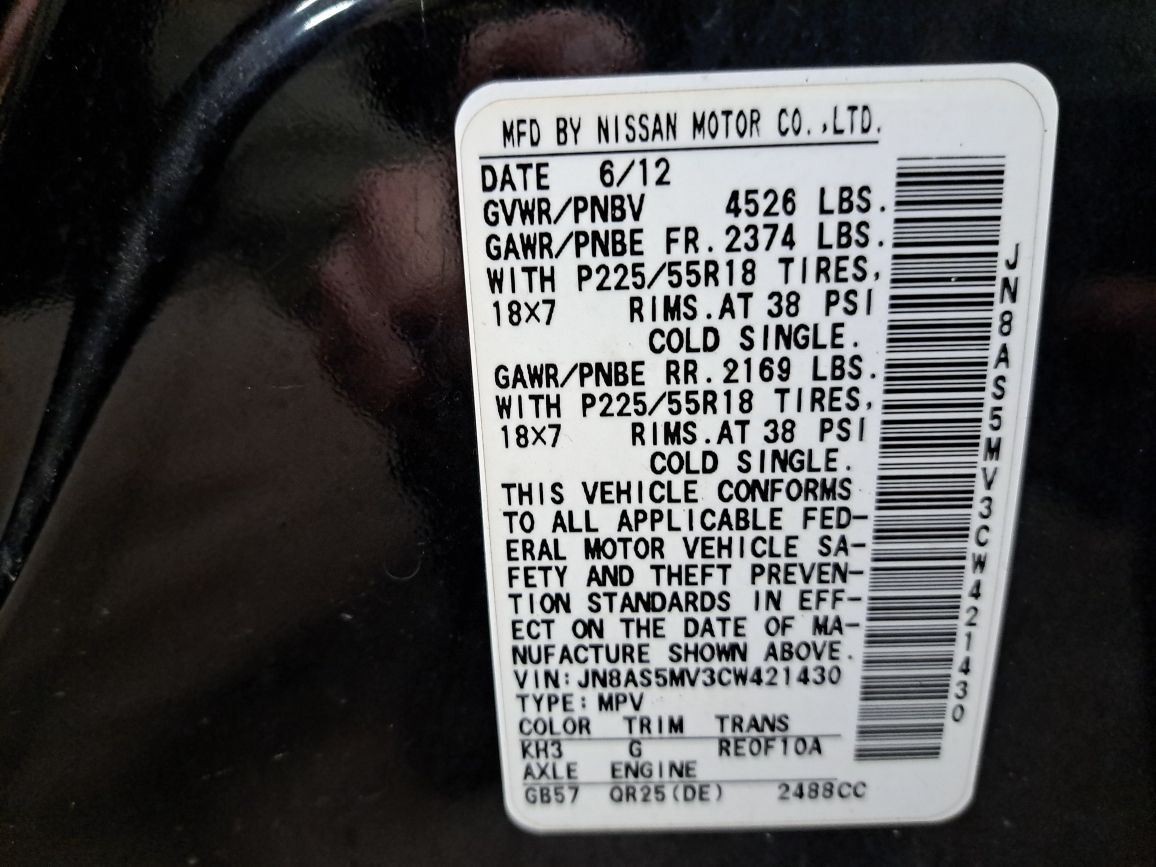 MFD BY NISSAN MOTOR CO.,LTD.
DATE 6/12
GVWR/PNBV 4526 LBS.
GAWR/PNBE FR.2374 LBS.
WITH P225/55R18 TIRES,
18X7 RIMS.AT 38 PSI
COLD SINGLE.
GAWR/PNBE RR.2169 LBS.
WITH P225/55R18 TIRES,
18X7 RIMS.AT 38 PSI
COLD SINGLE.
THIS VEHICLE CONFORMS
TO ALL APPLICABLE FED-
ERAL MOTOR VEHICLE SA-
FETY AND THEFT PREVEN-
TION STANDARDS IN EFF-
ECT ON THE DATE OF MA-
NUFACTURE SHOWN ABOVE.
VIN:JN8AS5MV3CW421430
TYPE:MPV
COLOR TRIM TRANS
KH3 G RE0F10A
AXLE ENGINE
GB57 QR25(DE) 2488CC
JN8AS5MV3CW421430